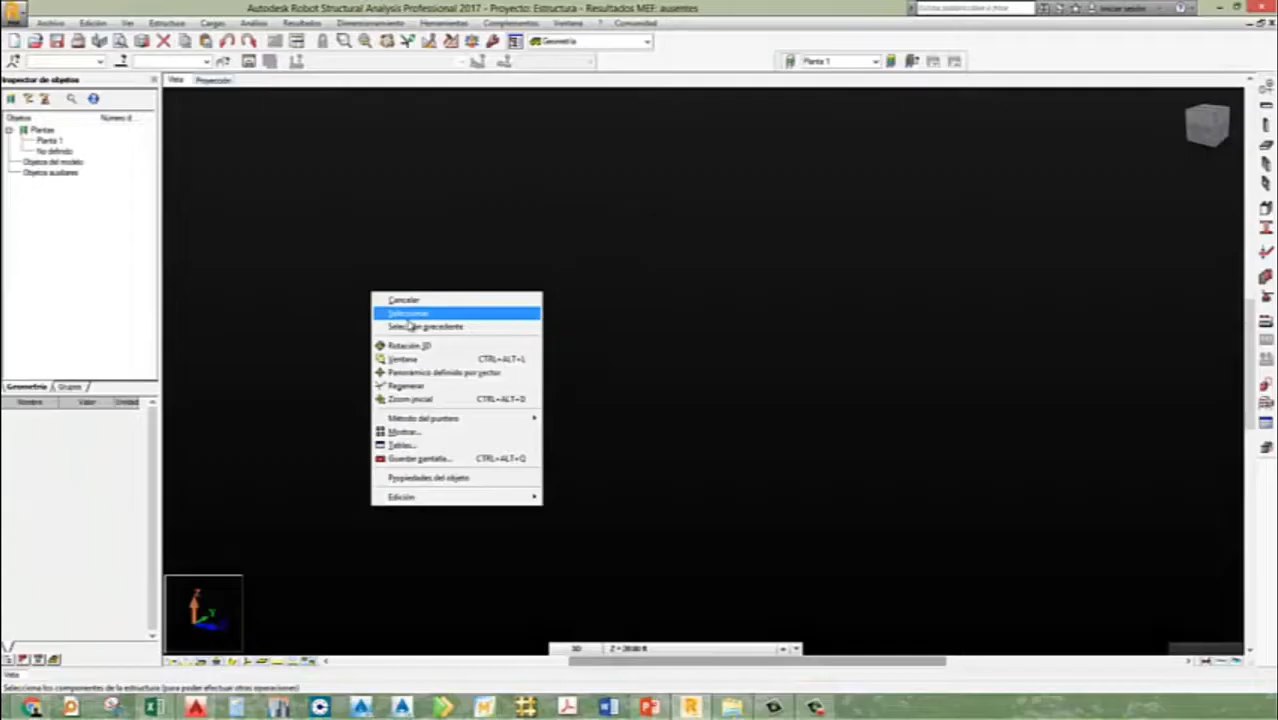 Autodesk Robot Structural Analysis Professional 2017 - Proyecto: Estructura - Resultados MEF: ausentes
Iniciar sesión
Archivo Edición Ver Estructura Cargas Análisis Resultados Dimensionamiento Herramientas Complementos Ventana Comunidad
Geometría
Planta 1
Inspector de objetos
Vista Proyección
Objetos Número d...
Plantas
Planta 1
No definido
Objetos del modelo
Objetos auxiliares
Cancelar
Seleccionar
Selección precedente
Rotación 3D
Ventana CTRL+ALT+L
Panorámico definido por vector
Regenerar
Zoom inicial CTRL+ALT+D
Método del puntero
Mostrar...
Tablas...
Guardar pantalla... CTRL+ALT+Q
Propiedades del objeto
Edición
Geometría Grupos
Nombre Valor Unidad
Z
Y
3D
Vista
Selecciona los componentes de la estructura (para poder efectuar otras operaciones)